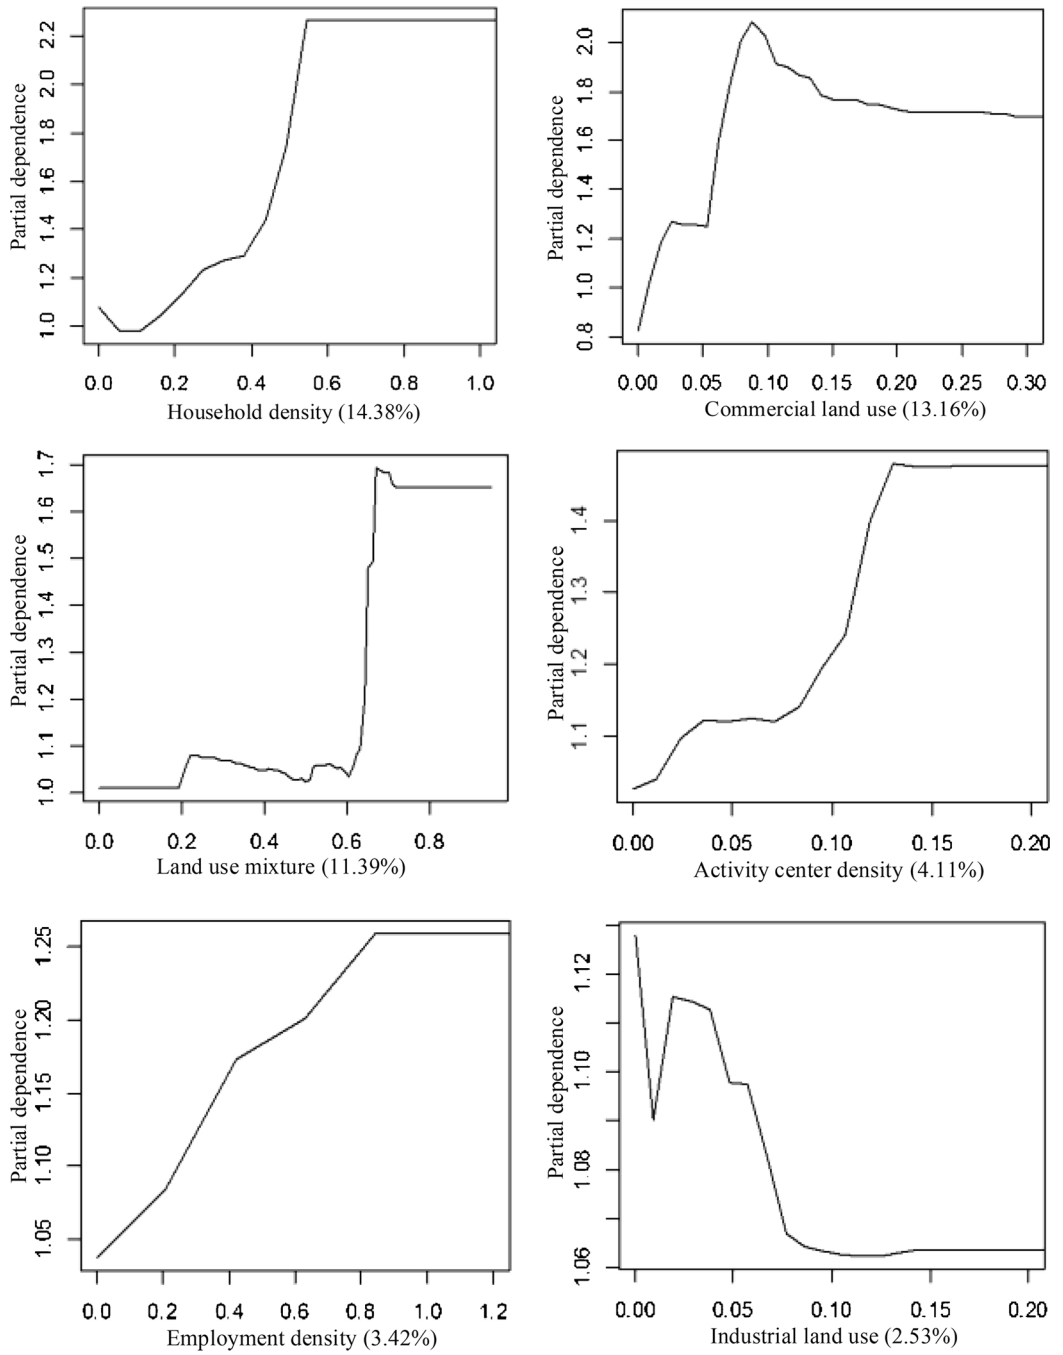 Partial dependence
2.2
2.0
1.8
1.6
1.4
1.2
1.0
0.0 0.2 0.4 0.6 0.8 1.0
Household density (14.38%)
Partial dependence
2.0
1.8
1.6
1.4
1.2
1.0
0.8
0.00 0.05 0.10 0.15 0.20 0.25 0.30
Commercial land use (13.16%)
Partial dependence
1.7
1.6
1.5
1.4
1.3
1.2
1.1
1.0
0.0 0.2 0.4 0.6 0.8
Land use mixture (11.39%)
Partial dependence
1.4
1.3
1.2
1.1
0.00 0.05 0.10 0.15 0.20
Activity center density (4.11%)
Partial dependence
1.25
1.20
1.15
1.10
1.05
0.0 0.2 0.4 0.6 0.8 1.0 1.2
Employment density (3.42%)
Partial dependence
1.12
1.10
1.08
1.06
0.00 0.05 0.10 0.15 0.20
Industrial land use (2.53%)